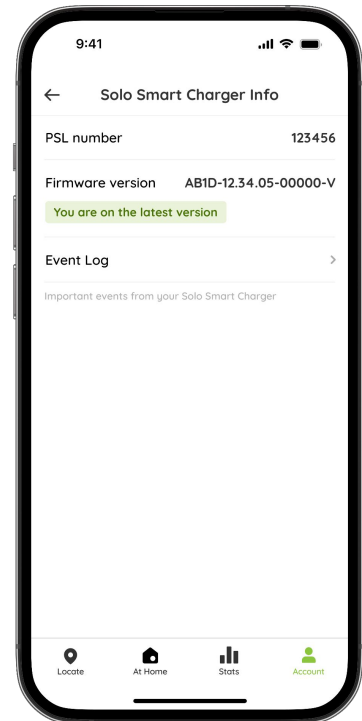 9:41
Solo Smart Charger Info
PSL number 123456
Firmware version AB1D-12.34.05-00000-V
You are on the latest version
Event Log
Important events from your Solo Smart Charger
Locate At Home Stats Account